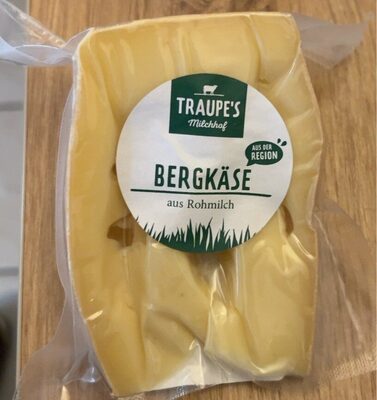 TRAUPE'S
Milchhof
AUS DER
REGION
BERGKÄSE
aus Rohmilch